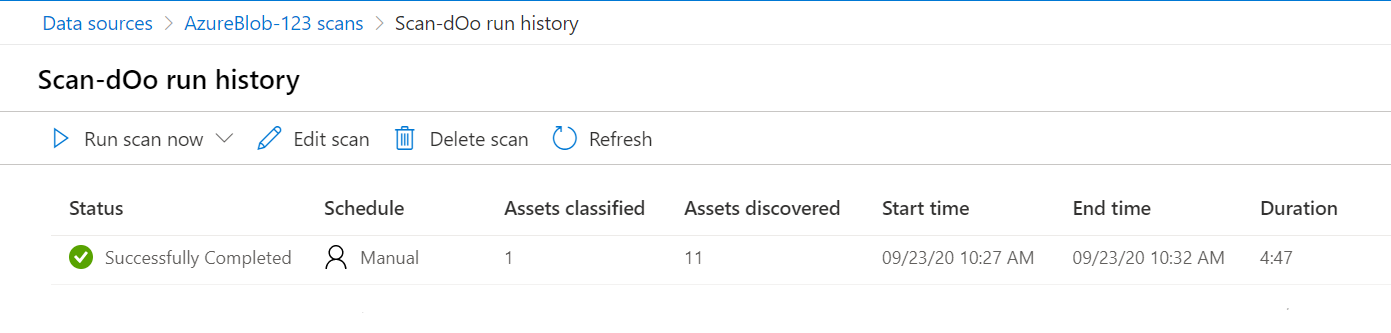 Data sources > AzureBlob-123 scans > Scan-dOo run history
Scan-dOo run history
Run scan now Edit scan Delete scan Refresh
Status Schedule Assets classified Assets discovered Start time End time Duration
Successfully Completed Manual 1 11 09/23/20 10:27 AM 09/23/20 10:32 AM 4:47